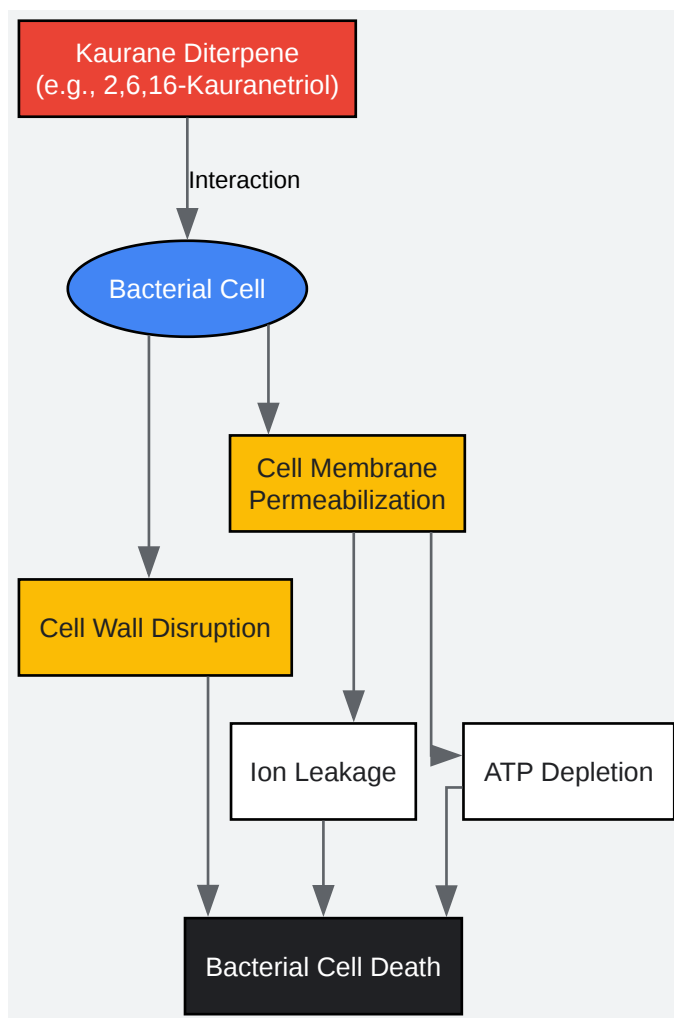 Kaurane Diterpene
(e.g., 2,6,16-Kauranetriol)
Interaction
Bacterial Cell
Cell Membrane
Permeabilization
Cell Wall Disruption
Ion Leakage
ATP Depletion
Bacterial Cell Death